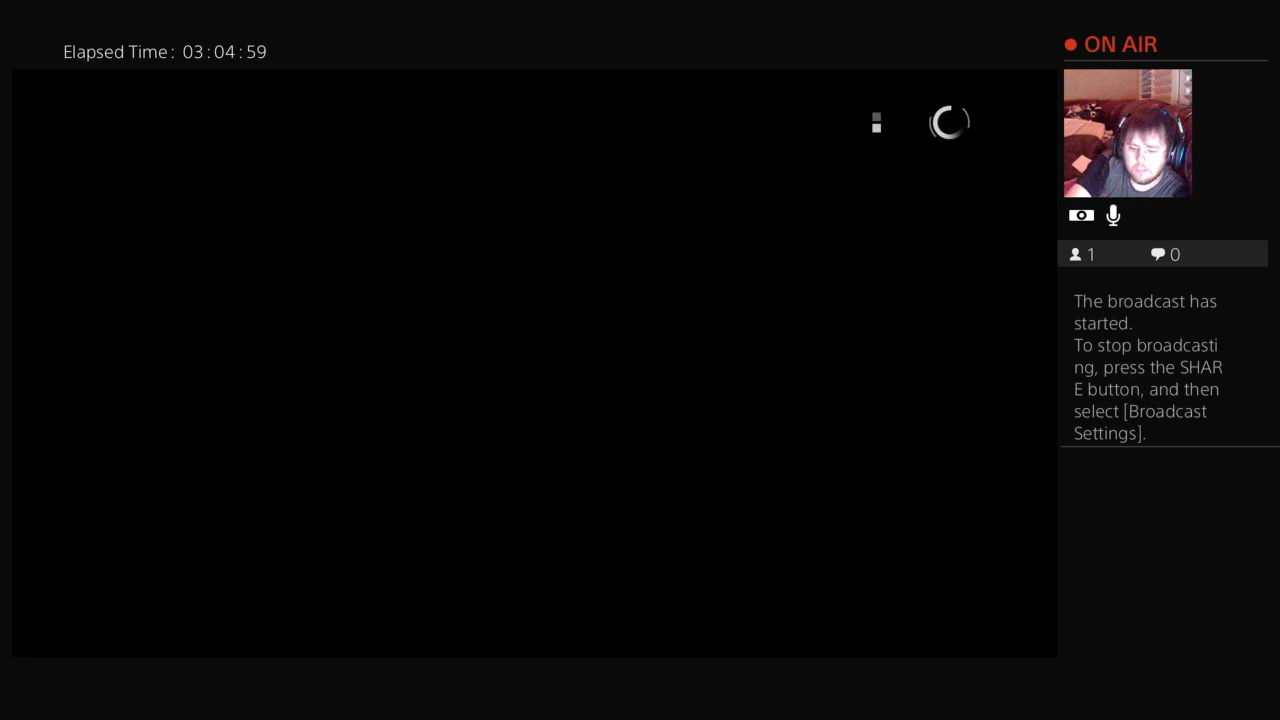 Elapsed Time: 03:04:59
ON AIR
1 0
The broadcast has
started.
To stop broadcasti
ng, press the SHAR
E button, and then
select [Broadcast
Settings].